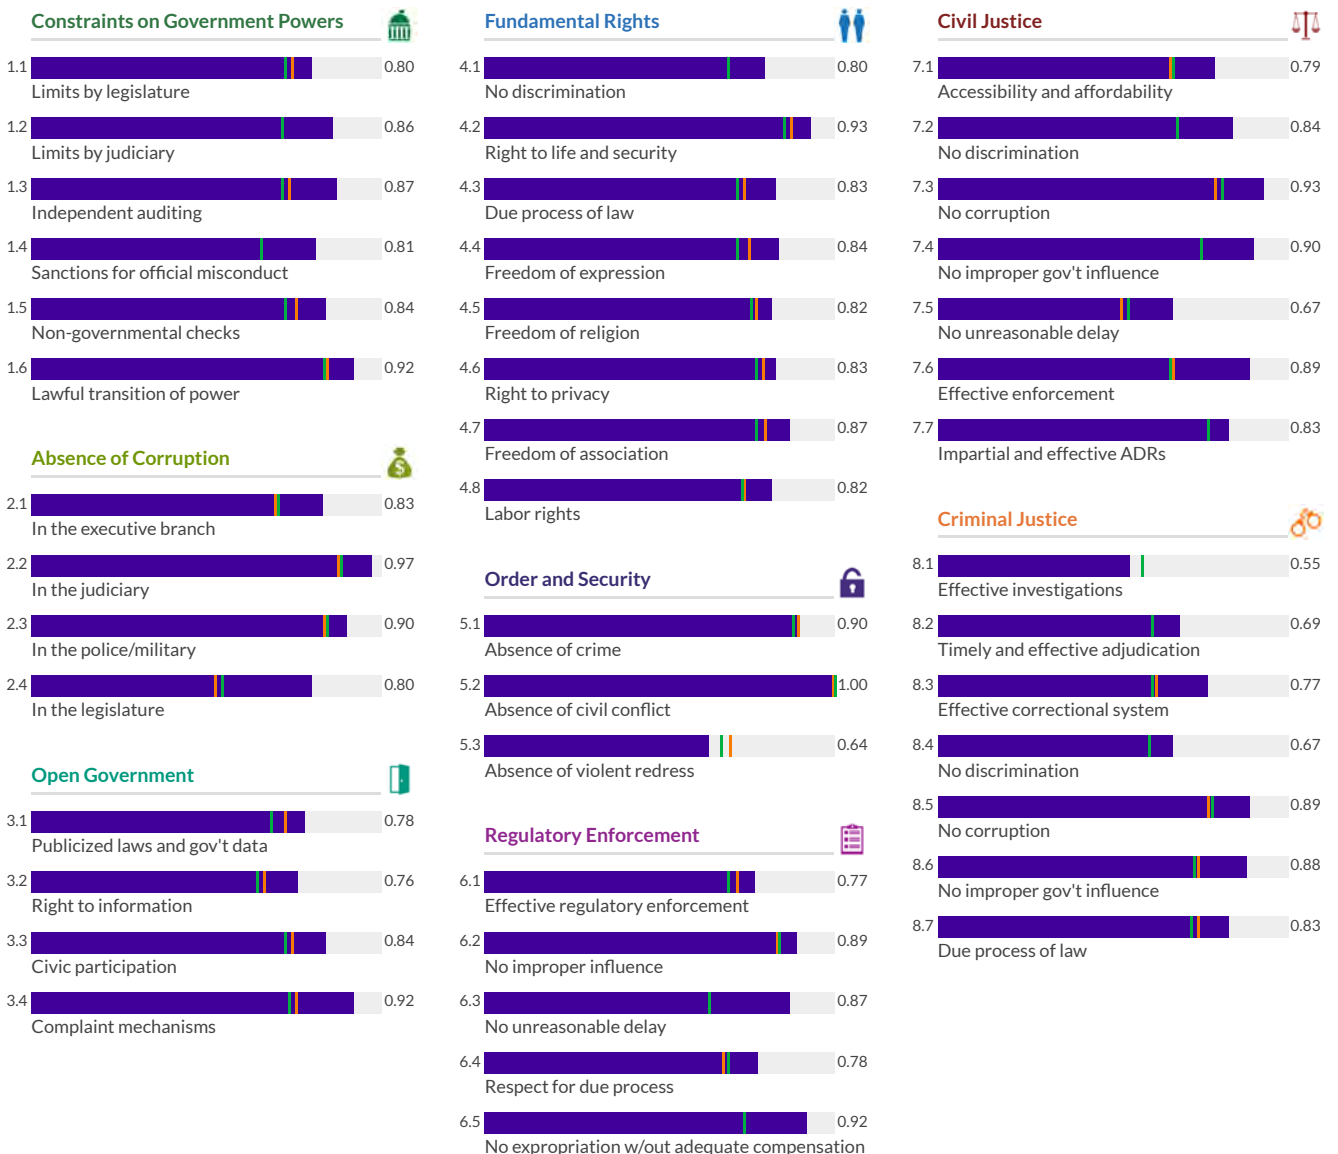 Constraints on Government Powers
1.1 0.80
Limits by legislature
1.2 0.86
Limits by judiciary
1.3 0.87
Independent auditing
1.4 0.81
Sanctions for official misconduct
1.5 0.84
Non-governmental checks
1.6 0.92
Lawful transition of power
Absence of Corruption
2.1 0.83
In the executive branch
2.2 0.97
In the judiciary
2.3 0.90
In the police/military
2.4 0.80
In the legislature
Open Government
3.1 0.78
Publicized laws and gov't data
3.2 0.76
Right to information
3.3 0.84
Civic participation
3.4 0.92
Complaint mechanisms
Fundamental Rights
4.1 0.80
No discrimination
4.2 0.93
Right to life and security
4.3 0.83
Due process of law
4.4 0.84
Freedom of expression
4.5 0.82
Freedom of religion
4.6 0.83
Right to privacy
4.7 0.87
Freedom of association
4.8 0.82
Labor rights
Order and Security
5.1 0.90
Absence of crime
5.2 1.00
Absence of civil conflict
5.3 0.64
Absence of violent redress
Regulatory Enforcement
6.1 0.77
Effective regulatory enforcement
6.2 0.89
No improper influence
6.3 0.87
No unreasonable delay
6.4 0.78
Respect for due process
6.5 0.92
No expropriation w/out adequate compensation
Civil Justice
7.1 0.79
Accessibility and affordability
7.2 0.84
No discrimination
7.3 0.93
No corruption
7.4 0.90
No improper gov't influence
7.5 0.67
No unreasonable delay
7.6 0.89
Effective enforcement
7.7 0.83
Impartial and effective ADRs
Criminal Justice
8.1 0.55
Effective investigations
8.2 0.69
Timely and effective adjudication
8.3 0.77
Effective correctional system
8.4 0.67
No discrimination
8.5 0.89
No corruption
8.6 0.88
No improper gov't influence
8.7 0.83
Due process of law